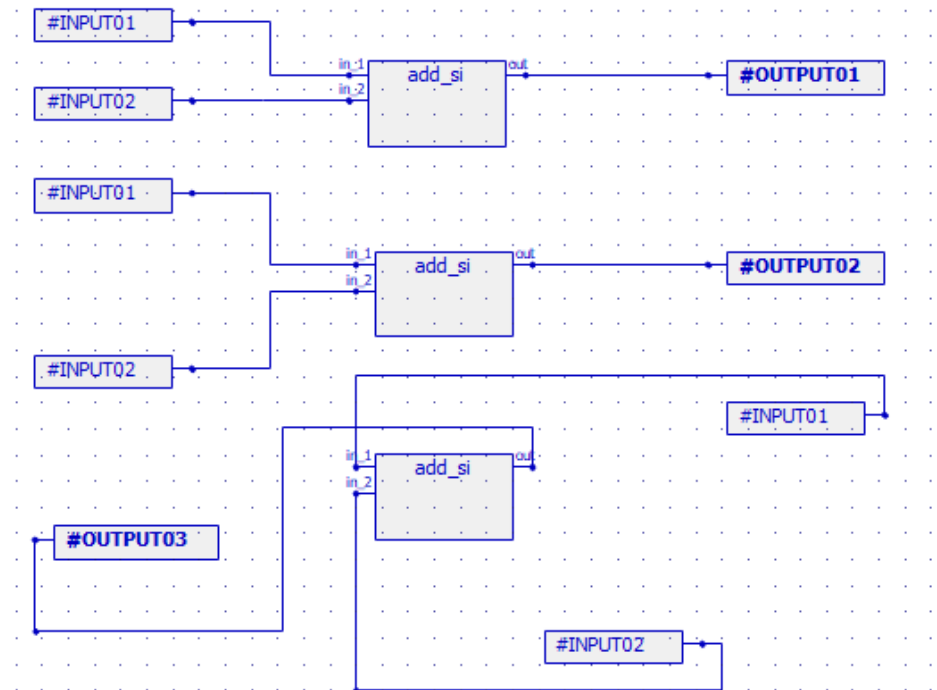 #INPUT01
in_1
add_si
out
#OUTPUT01
in_2
#INPUT02
#INPUT01
in_1
add_si
out
#OUTPUT02
in_2
#INPUT02
#INPUT01
in_1
add_si
out
in_2
#OUTPUT03
#INPUT02